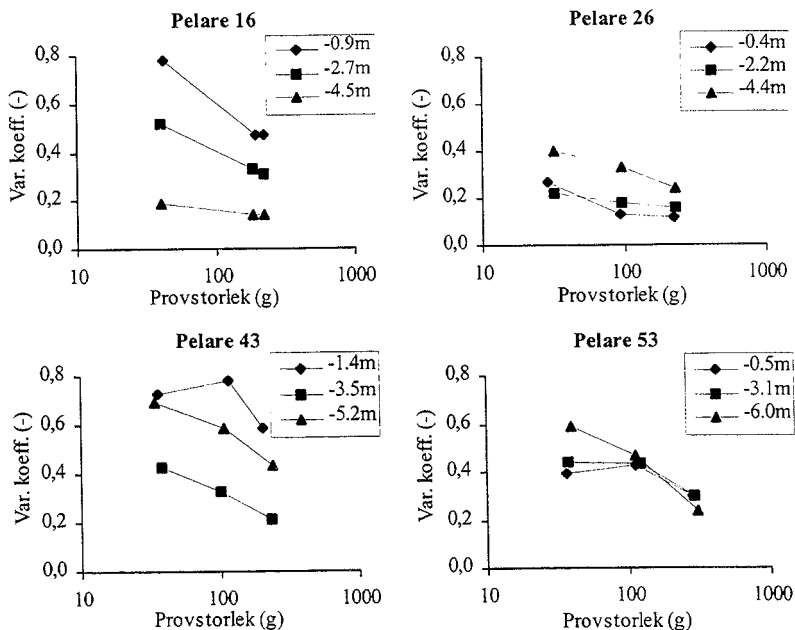 Pelare 16
-0.9m
-2.7m
-4.5m
Var. koeff. (-)
0,8
0,6
0,4
0,2
0,0
10
100
1000
Provstorlek (g)
Pelare 26
-0.4m
-2.2m
-4.4m
Var. koeff. (-)
0,8
0,6
0,4
0,2
0,0
10
100
1000
Provstorlek (g)
Pelare 43
-1.4m
-3.5m
-5.2m
Var. koeff. (-)
0,8
0,6
0,4
0,2
0,0
10
100
1000
Provstorlek (g)
Pelare 53
-0.5m
-3.1m
-6.0m
Var. koeff. (-)
0,8
0,6
0,4
0,2
0,0
10
100
1000
Provstorlek (g)